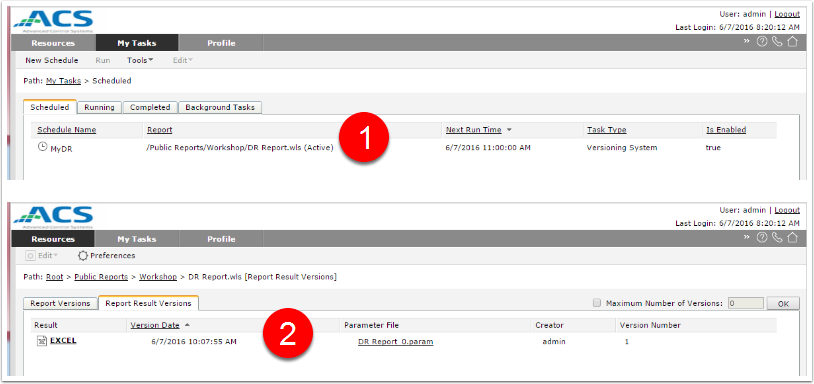 ACS
Advanced Control Systems
User: admin | Logout
Last Login: 6/7/2016 8:20:12 AM
Resources My Tasks Profile »
New Schedule Run Tools Edit
Path: My Tasks > Scheduled
Scheduled Running Completed Background Tasks
Schedule Name Report Next Run Time Task Type Is Enabled
MyDR /Public Reports/Workshop/DR Report.wls (Active) 6/7/2016 11:00:00 AM Versioning System true
1
ACS
Advanced Control Systems
User: admin | Logout
Last Login: 6/7/2016 8:20:12 AM
Resources My Tasks Profile »
Edit Preferences
Path: Root > Public Reports > Workshop > DR Report.wls [Report Result Versions]
Report Versions Report Result Versions Maximum Number of Versions: 0 OK
Result Version Date Parameter File Creator Version Number
EXCEL 6/7/2016 10:07:55 AM DR Report_0.param admin 1
2